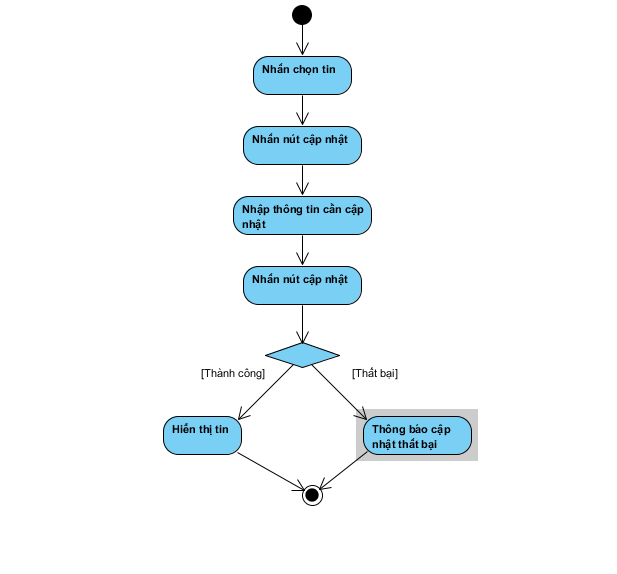 Nhấn chọn tin
Nhấn nút cập nhật
Nhập thông tin cần cập
nhật
Nhấn nút cập nhật
[Thành công]
[Thất bại]
Hiển thị tin
Thông báo cập
nhật thất bại